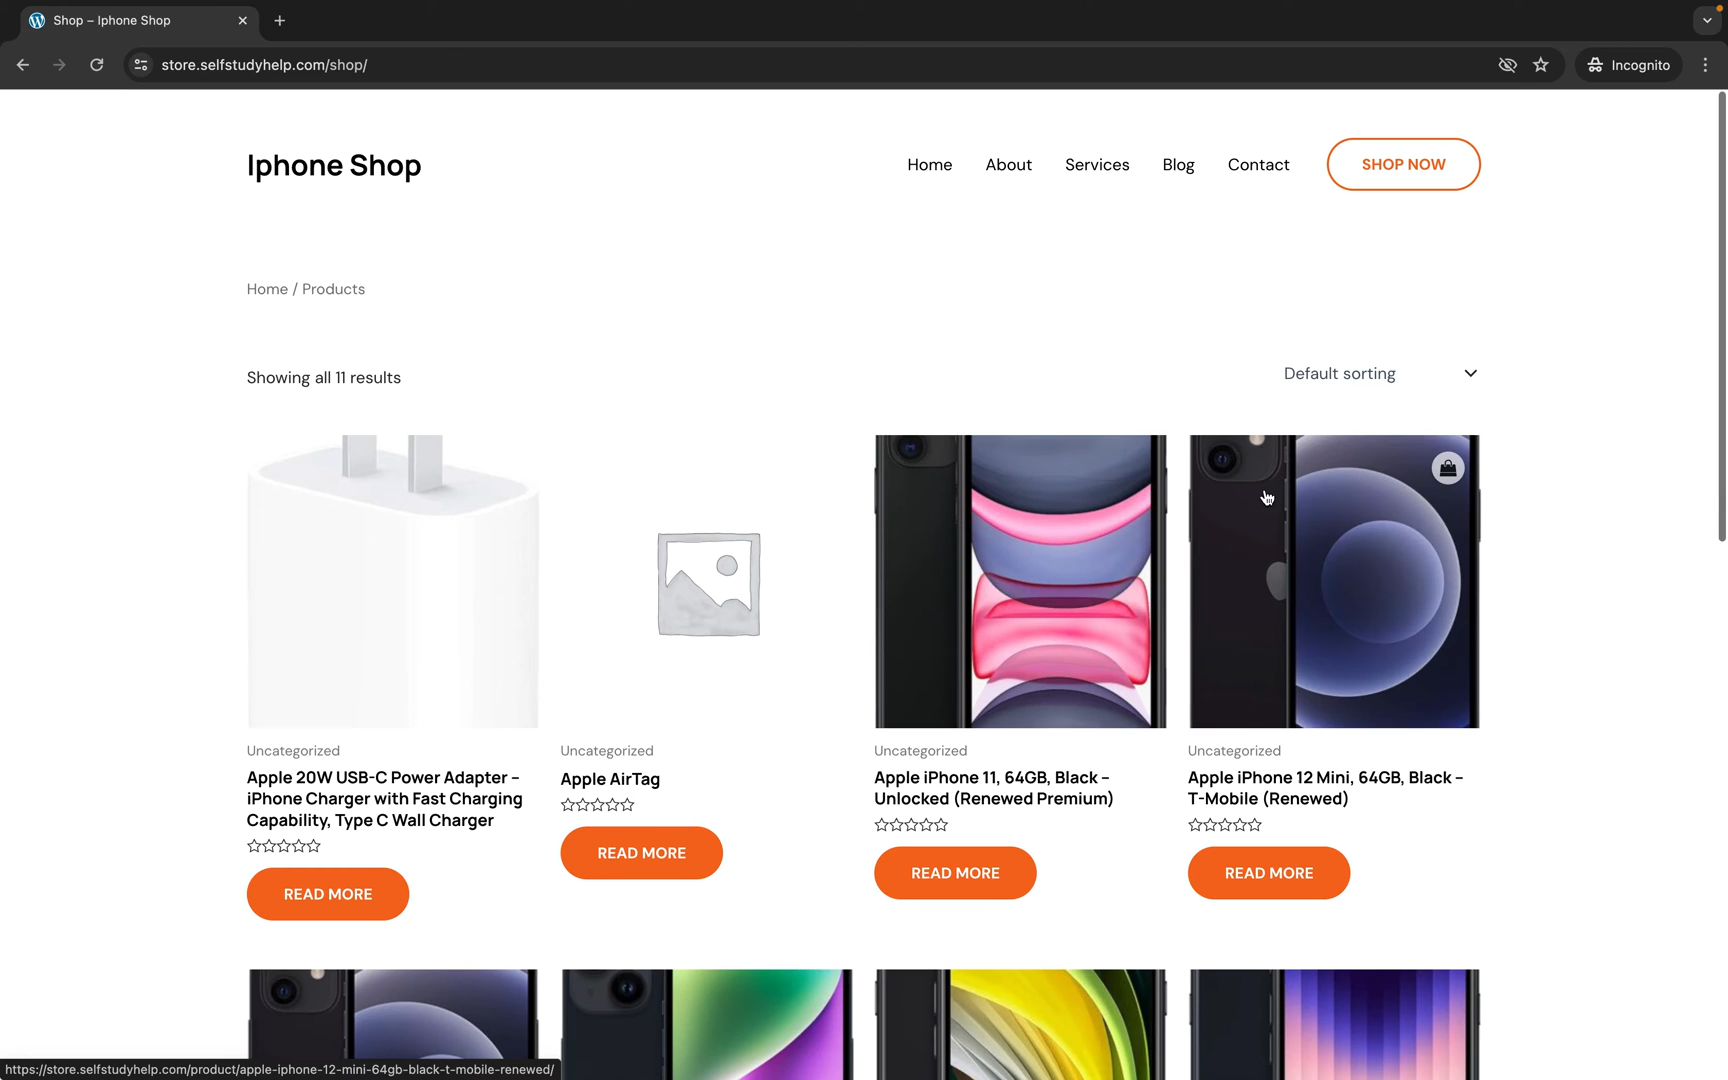 Shop – Iphone Shop
store.selfstudyhelp.com/shop/
Incognito
Iphone Shop
Home
About
Services
Blog
Contact
SHOP NOW
Home / Products
Showing all 11 results
Default sorting
Uncategorized
Apple 20W USB-C Power Adapter –
iPhone Charger with Fast Charging
Capability, Type C Wall Charger
READ MORE
Uncategorized
Apple AirTag
READ MORE
Uncategorized
Apple iPhone 11, 64GB, Black –
Unlocked (Renewed Premium)
READ MORE
Uncategorized
Apple iPhone 12 Mini, 64GB, Black –
T-Mobile (Renewed)
READ MORE
https://store.selfstudyhelp.com/product/apple-iphone-12-mini-64gb-black-t-mobile-renewed/